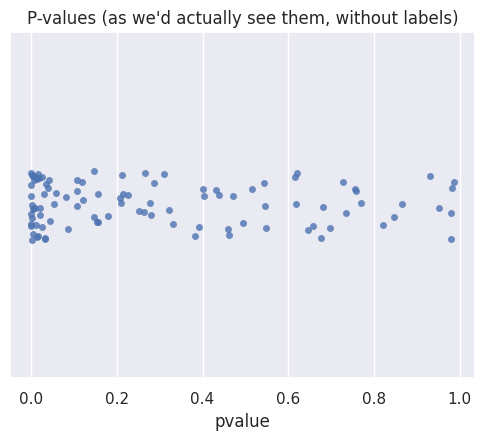 P-values (as we'd actually see them, without labels)
0.0 0.2 0.4 0.6 0.8 1.0
pvalue